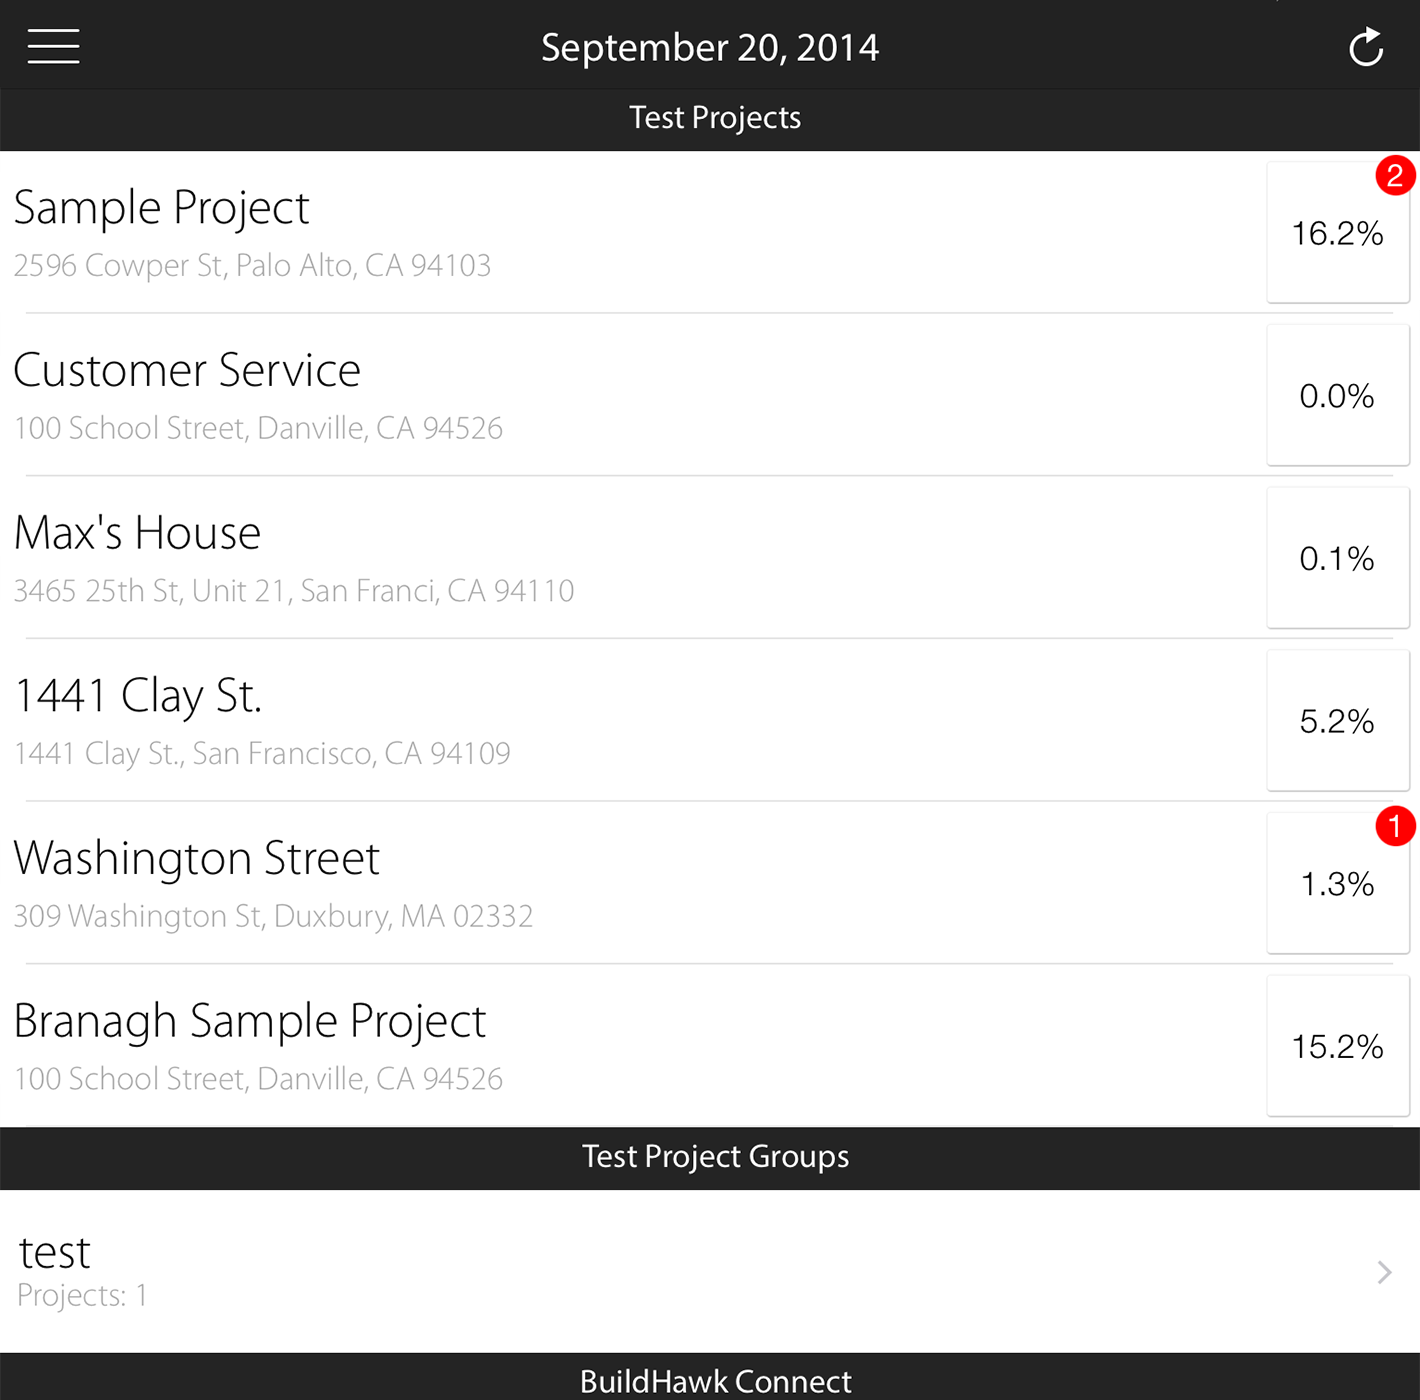 September 20, 2014
Test Projects
Sample Project
2596 Cowper St, Palo Alto, CA 94103
2
16.2%
Customer Service
100 School Street, Danville, CA 94526
0.0%
Max's House
3465 25th St, Unit 21, San Franci, CA 94110
0.1%
1441 Clay St.
1441 Clay St., San Francisco, CA 94109
5.2%
Washington Street
309 Washington St, Duxbury, MA 02332
1
1.3%
Branagh Sample Project
100 School Street, Danville, CA 94526
15.2%
Test Project Groups
test
Projects: 1
BuildHawk Connect